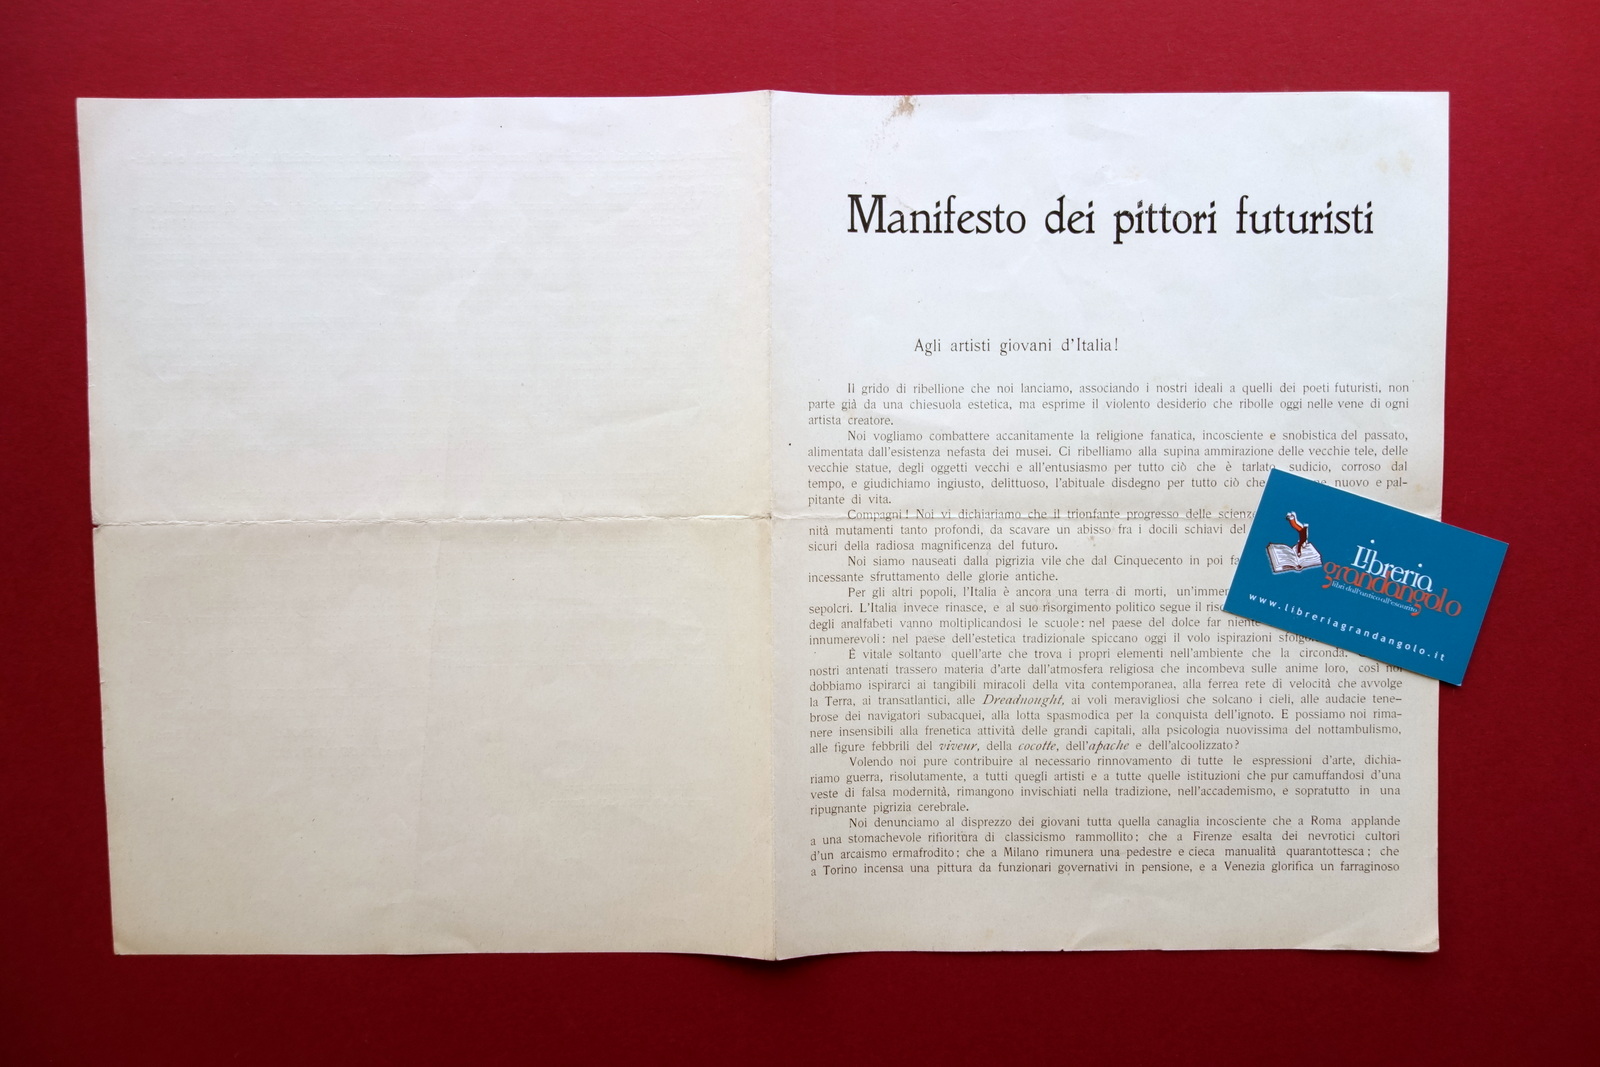 Manifesto dei pittori futuristi
Agli artisti giovani d'Italia!
Il grido di ribellione che noi lanciamo, associando i nostri ideali a quelli dei poeti futuristi, non
parte già da una chiesuola estetica, ma esprime il violento desiderio che ribolle oggi nelle vene di ogni
artista creatore.
Noi vogliamo combattere accanitamente la religione fanatica, incosciente e snobistica del passato,
alimentata dall'esistenza nefasta dei musei. Ci ribelliamo alla supina ammirazione delle vecchie tele, delle
vecchie statue, degli oggetti vecchi e all'entusiasmo per tutto ciò che è tarlato, sudicio, corroso dal
tempo, e giudichiamo ingiusto, delittuoso, l'abituale disdegno per tutto ciò che nuovo e pal-
pitante di vita.
Compagni! Noi vi dichiariamo che il trionfante progresso delle scienze
nità mutamenti tanto profondi, da scavare un abisso fra i docili schiavi del
sicuri della radiosa magnificenza del futuro.
Noi siamo nauseati dalla pigrizia vile che dal Cinquecento in poi fa
incessante sfruttamento delle glorie antiche.
Per gli altri popoli, l'Italia è ancora una terra di morti, un'immen
sepolcri. L'Italia invece rinasce, e al suo risorgimento politico segue il riso
degli analfabeti vanno moltiplicandosi le scuole: nel paese del dolce far niente
innumerevoli: nel paese dell'estetica tradizionale spiccano oggi il volo ispirazioni
È vitale soltanto quell'arte che trova i propri elementi nell'ambiente che la circonda.
nostri antenati trassero materia d'arte dall'atmosfera religiosa che incombeva sulle anime loro, così noi
dobbiamo ispirarci ai tangibili miracoli della vita contemporanea, alla ferrea rete di velocità che avvolge
la Terra, ai transatlantici, alle Dreadnought, ai voli meravigliosi che solcano i cieli, alle audacie tene-
brose dei navigatori subacquei, alla lotta spasmodica per la conquista dell'ignoto. E possiamo noi rima-
nere insensibili alla frenetica attività delle grandi capitali, alla psicologia nuovissima del nottambulismo,
alle figure febbrili del viveur, della cocotte, dell'apache e dell'alcoolizzato?
Volendo noi pure contribuire al necessario rinnovamento di tutte le espressioni d'arte, dichia-
riamo guerra, risolutamente, a tutti quegli artisti e a tutte quelle istituzioni che pur camuffandosi d'una
veste di falsa modernità, rimangono invischiati nella tradizione, nell'accademismo, e sopratutto in una
ripugnante pigrizia cerebrale.
Noi denunciamo al disprezzo dei giovani tutta quella canaglia incosciente che a Roma applande
a una stomachevole rifioritura di classicismo rammollito; che a Firenze esalta dei nevrotici cultori
d'un arcaismo ermafrodito; che a Milano rimunera una pedestre e cieca manualità quarantottesca; che
a Torino incensa una pittura da funzionari governativi in pensione, e a Venezia glorifica un farraginoso
Libreria
grandangolo
libri dall'antico all'esaurito
www.libreriagrandangolo.it